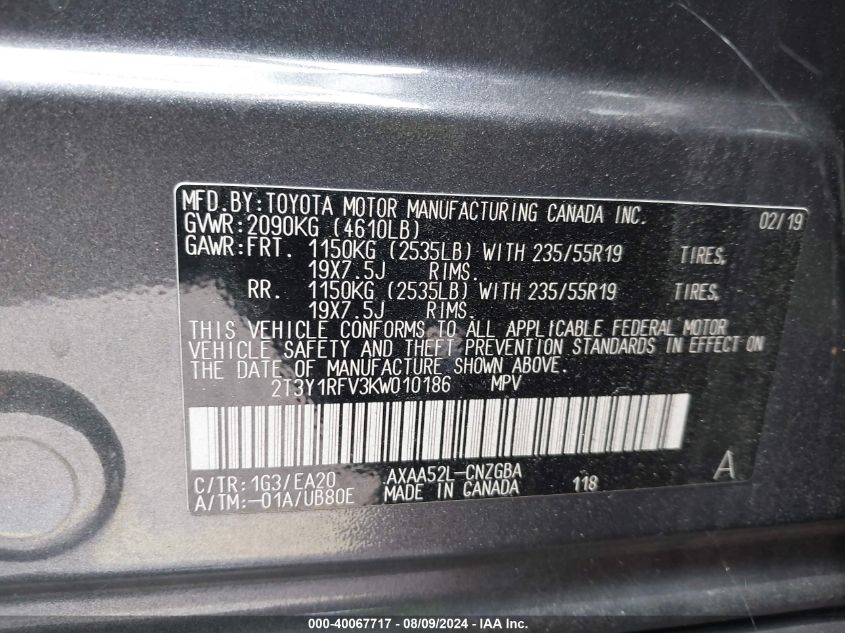 MFD.BY:TOYOTA MOTOR MANUFACTURING CANADA INC. 02/19
GVWR:2090KG (4610LB)
GAWR:FRT. 1150KG (2535LB) WITH 235/55R19 TIRES,
19X7.5J RIMS.
RR. 1150KG (2535LB) WITH 235/55R19 TIRES,
19X7.5J RIMS.
THIS VEHICLE CONFORMS TO ALL APPLICABLE FEDERAL MOTOR
VEHICLE SAFETY AND THEFT PREVENTION STANDARDS IN EFFECT ON
THE DATE OF MANUFACTURE SHOWN ABOVE.
2T3Y1RFV3KW010186 MPV
A
C/TR:1G3/EA20 AXAA52L-CNZGBA
A/TM:-01A/UB80E MADE IN CANADA 118
000-40067717 - 08/09/2024 - IAA Inc.